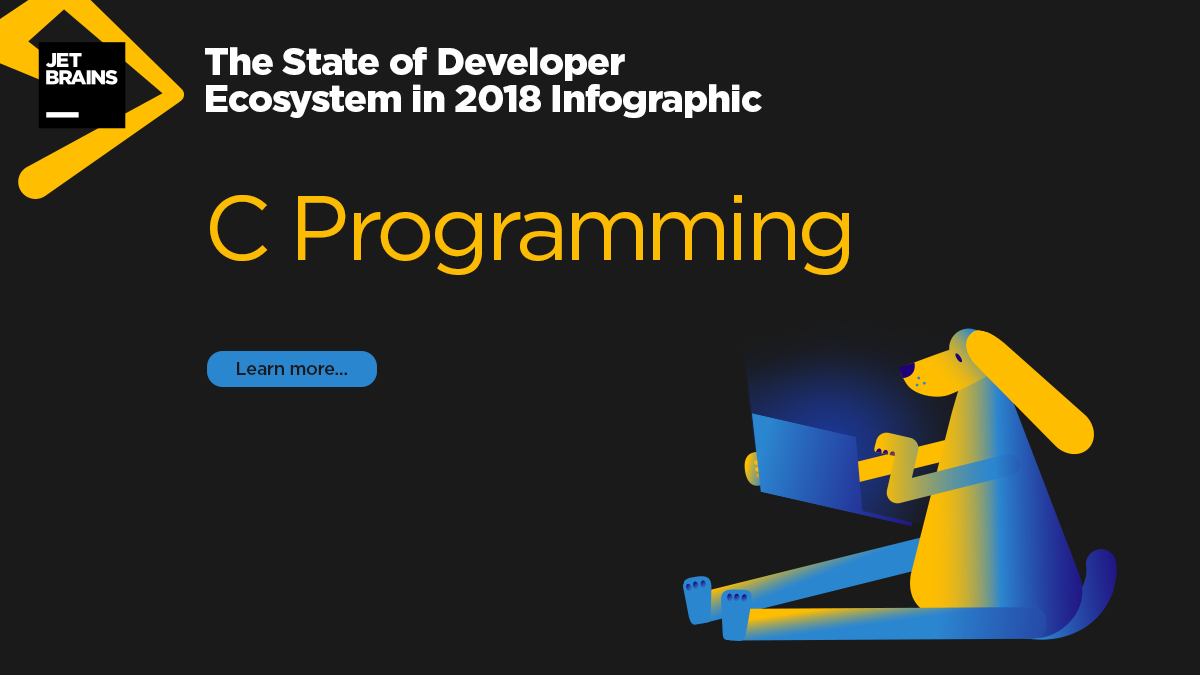 JET
BRAINS
The State of Developer
Ecosystem in 2018 Infographic
C Programming
Learn more...